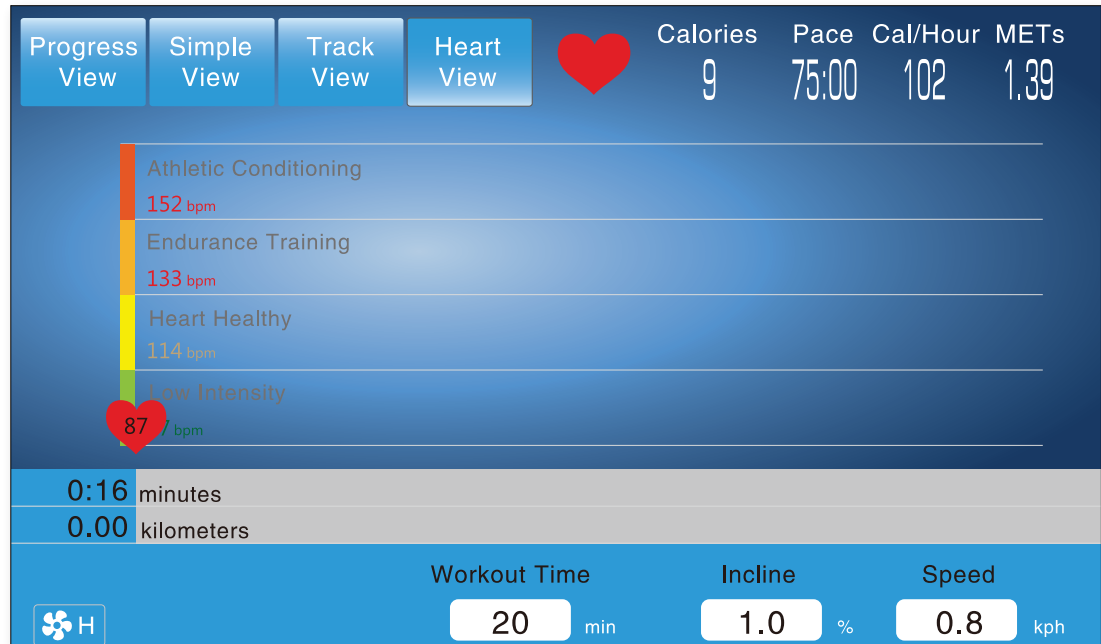 Progress View
Simple View
Track View
Heart View
Calories
9
Pace
75:00
Cal/Hour
102
METs
1.39
Athletic Conditioning
152 bpm
Endurance Training
133 bpm
Heart Healthy
114 bpm
Low Intensity
87
bpm
0:16 minutes
0.00 kilometers
Workout Time
20 min
Incline
1.0 %
Speed
0.8 kph
H